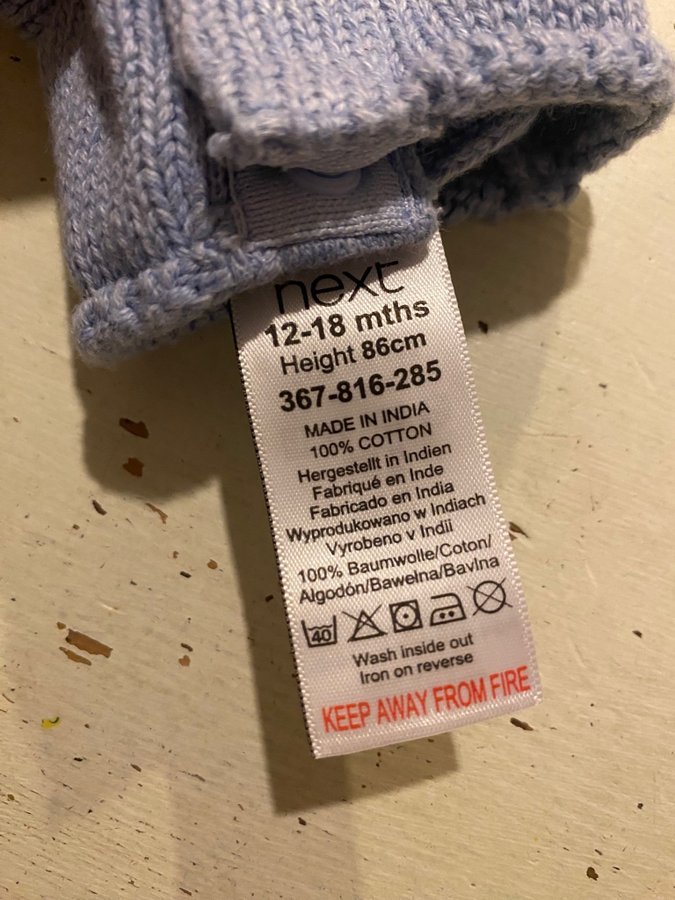 next
12-18 mths
Height 86cm
367-816-285
MADE IN INDIA
100% COTTON
Hergestellt in Indien
Fabriqué en Inde
Fabricado en India
Wyprodukowano w Indiach
Vyrobeno v Indii
100% Baumwolle/Coton/
Algodón/Bawełna/Bavlna
40
Wash inside out
Iron on reverse
KEEP AWAY FROM FIRE